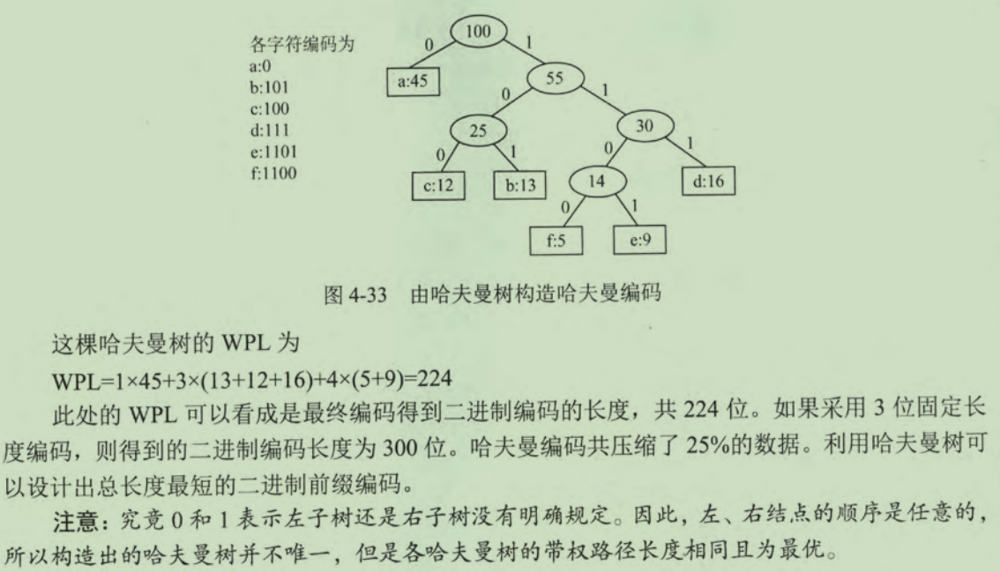 各字符编码为
a:0
b:101
c:100
d:111
e:1101
f:1100
100
0
1
a:45
55
0
1
25
30
0
1
0
1
c:12
b:13
14
d:16
0
1
f:5
e:9
图 4-33 由哈夫曼树构造哈夫曼编码
这棵哈夫曼树的 WPL 为
WPL=1×45+3×(13+12+16)+4×(5+9)=224
此处的 WPL 可以看成是最终编码得到二进制编码的长度，共 224 位。如果采用 3 位固定长
度编码，则得到的二进制编码长度为 300 位。哈夫曼编码共压缩了 25%的数据。利用哈夫曼树可
以设计出总长度最短的二进制前缀编码。
注意：究竟 0 和 1 表示左子树还是右子树没有明确规定。因此，左、右结点的顺序是任意的，
所以构造出的哈夫曼树并不唯一，但是各哈夫曼树的带权路径长度相同且为最优。